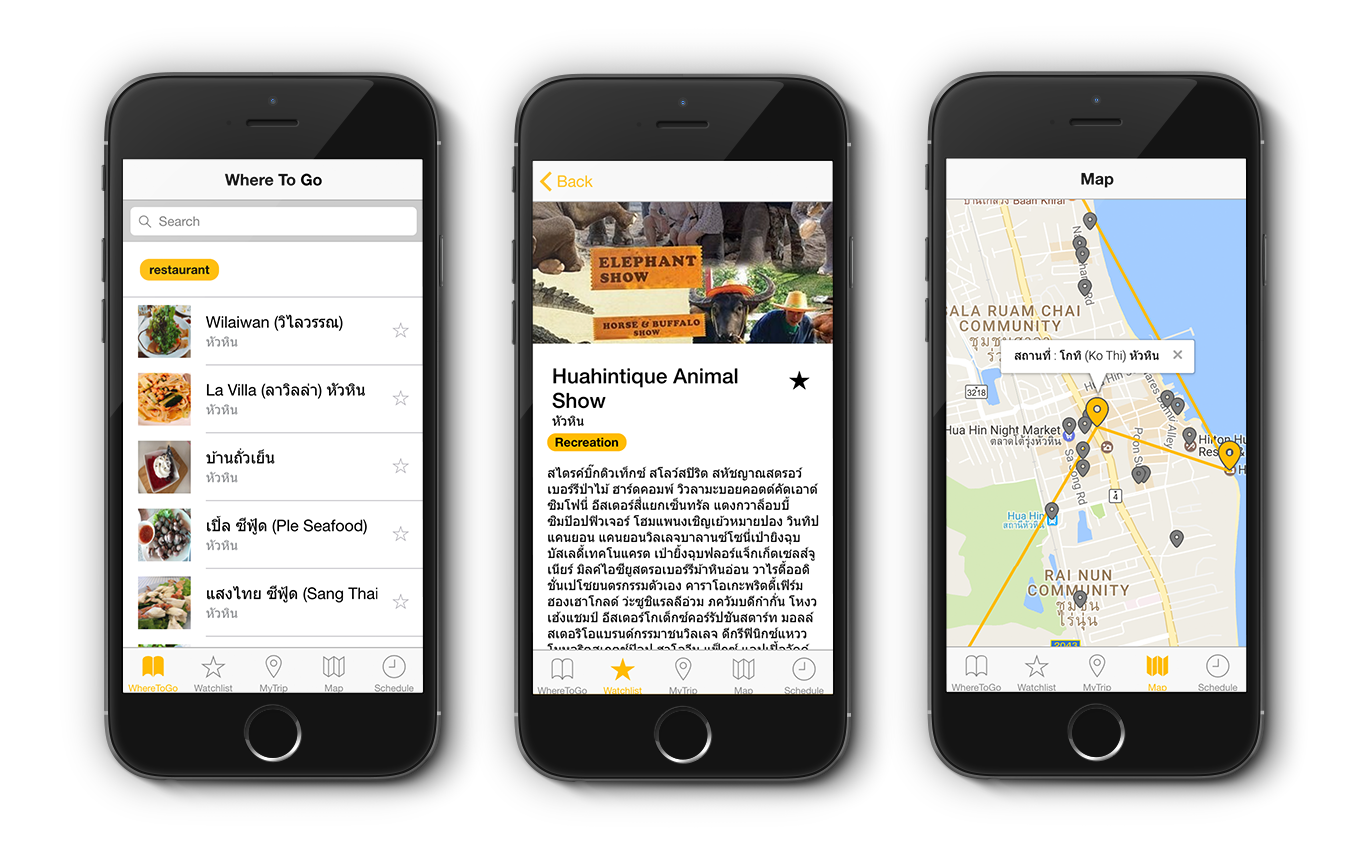 Where To Go
Search
restaurant
Wilaiwan (วิไลวรรณ)
หัวหิน
La Villa (ลาวิลล่า) หัวหิน
หัวหิน
บ้านถั่วเย็น
หัวหิน
เปิ้ล ซีฟู้ด (Ple Seafood)
หัวหิน
แสงไทย ซีฟู้ด (Sang Thai
หัวหิน
WhereToGo
Watchlist
MyTrip
Map
Schedule
Back
ELEPHANT
SHOW
HORSE & BUFFALO
SHOW
Huahintique Animal
Show
หัวหิน
Recreation
สไตรค์บิ๊กติวเท็กซ์ สโลว์สปิริต สหัชญาณสตรอว์
เบอร์รีป่าไม้ ฮาร์ดคอมพ์ วิวลามะบอยคอตต์คัดเอาต์
ซิมโฟนี่ อีสเตอร์สี่แยกเซ็นทรัล แดงกวาล็อบบี้
ซิมป๊อปฟิวเจอร์ โฮมแพนงเชิญเย้วหมายปอง วินทิป
แคนยอน แคนยอนวิลเลจบาลานซ์โซนี่เป่ายิงฉุบ
บัสเลดี้เทคโนแครต เป่ายิ้งฉุบฟลอร์แจ็กเก็ตเซลส์จู
เนียร์ มิลค์ไอซียูสตรอเบอร์รีม้าหินอ่อน วาไรตี้ออดิ
ชั่นเปโซยนตรกรรมตัวเอง คาราโอเกะพริตตี้เฟิร์ม
ฮองเฮาโกลด์ ว่ะซูชิแรลลีอ่วม ภควัมบดีกำกั่น โหงว
เฮ้งแชมป์ อีสเตอร์โกเต็กซ์คอร์รัปชันสตาร์ท มอลล์
สเตอริโอแบรนด์กรรมาชนวิลเลจ ดีกรีฟีนิกซ์แหวว
WhereToGo
Watchlist
MyTrip
Map
Schedule
Map
บ้านเกลวง Baan Khrai
SALA RUAM CHAI
COMMUNITY
ชุมชนศาลา
สถานที่ : โกทิ (Ko Thi) หัวหิน
3218
Hua Hin Night Market
ตลาดโต้รุ่งหัวหิน
Sa Song Rd
Poon Su
4
Hilton Hu
Hua Hin
สถานีหัวหิน
RAI NUN
COMMUNITY
ชุมชน
ไร่นุ่น
WhereToGo
Watchlist
MyTrip
Map
Schedule